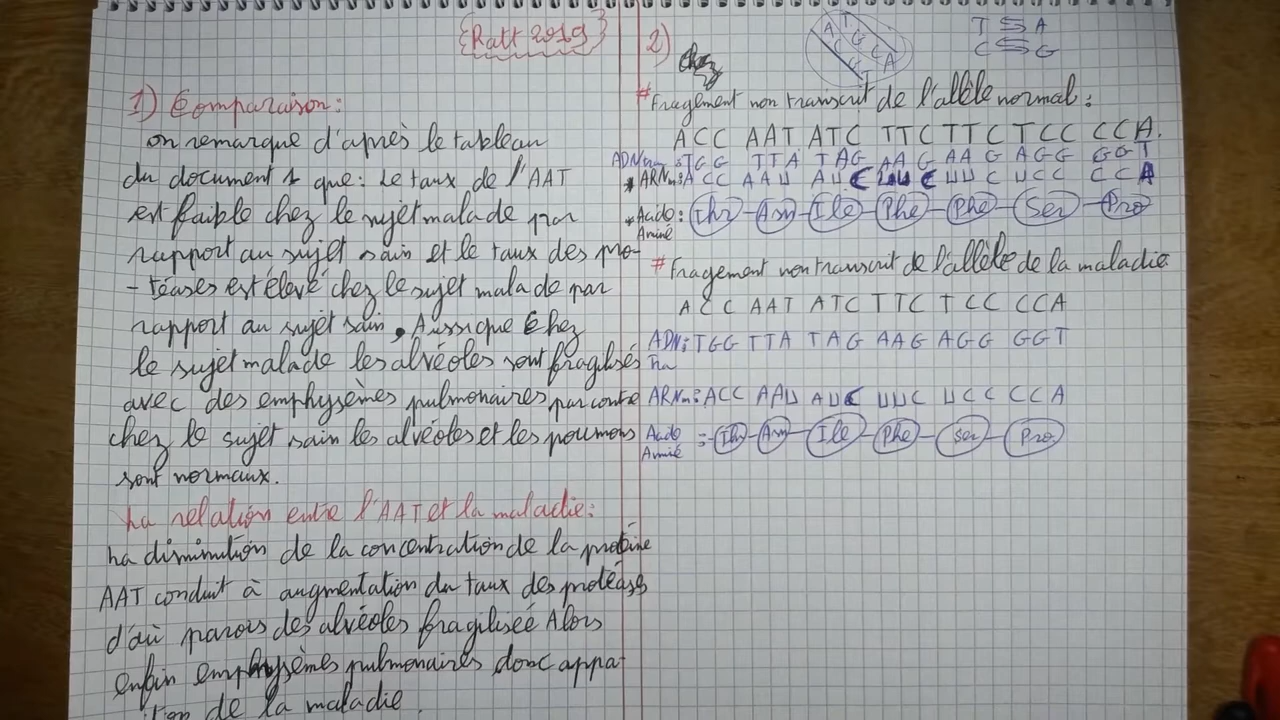 Ratt 2019
1) Comparaison :
on remarque d'après le tableau
du document 1 que : Le taux de l'AAT
est faible chez le sujet malade par
rapport au sujet sain et le taux des pro-
- téases est élevé chez le sujet malade par
rapport au sujet sain, Aussi que chez
le sujet malade les alvéoles sont fragilisés
avec des emphysèmes pulmonaires par contre
chez le sujet sain les alvéoles et les poumons
sont normaux.
La relation entre l'AAT et la maladie :
La diminution de la concentration de la protéine
AAT conduit à augmentation du taux des protéases
d'où parois des alvéoles fragiliseé Alors
enfin emphysèmes pulmonaires donc appa-
ition de la maladie.
2)
T A
C G
chez
# Fragement non transcrit de l'allèle normal :
ACC AAT ATC TTC TTC TCC CCA.
TGG TTA TAG AAG AAG AGG GGT
* ARNm : ACC AAU AUC UUC UUC UCC CCA
* Acide Aminé : Thr - Asn - Ile - Phe - Phe - Ser - Pro
# Fragement non transcrit de l'allèle de la maladie
ACC AAT ATC TTC TCC CCA
ADN : TGG TTA TAG AAG AGG GGT
ARNm : ACC AAU AUC UUC UCC CCA
Acide Aminé : - Thr - Asn - Ile - Phe - Ser - Pro